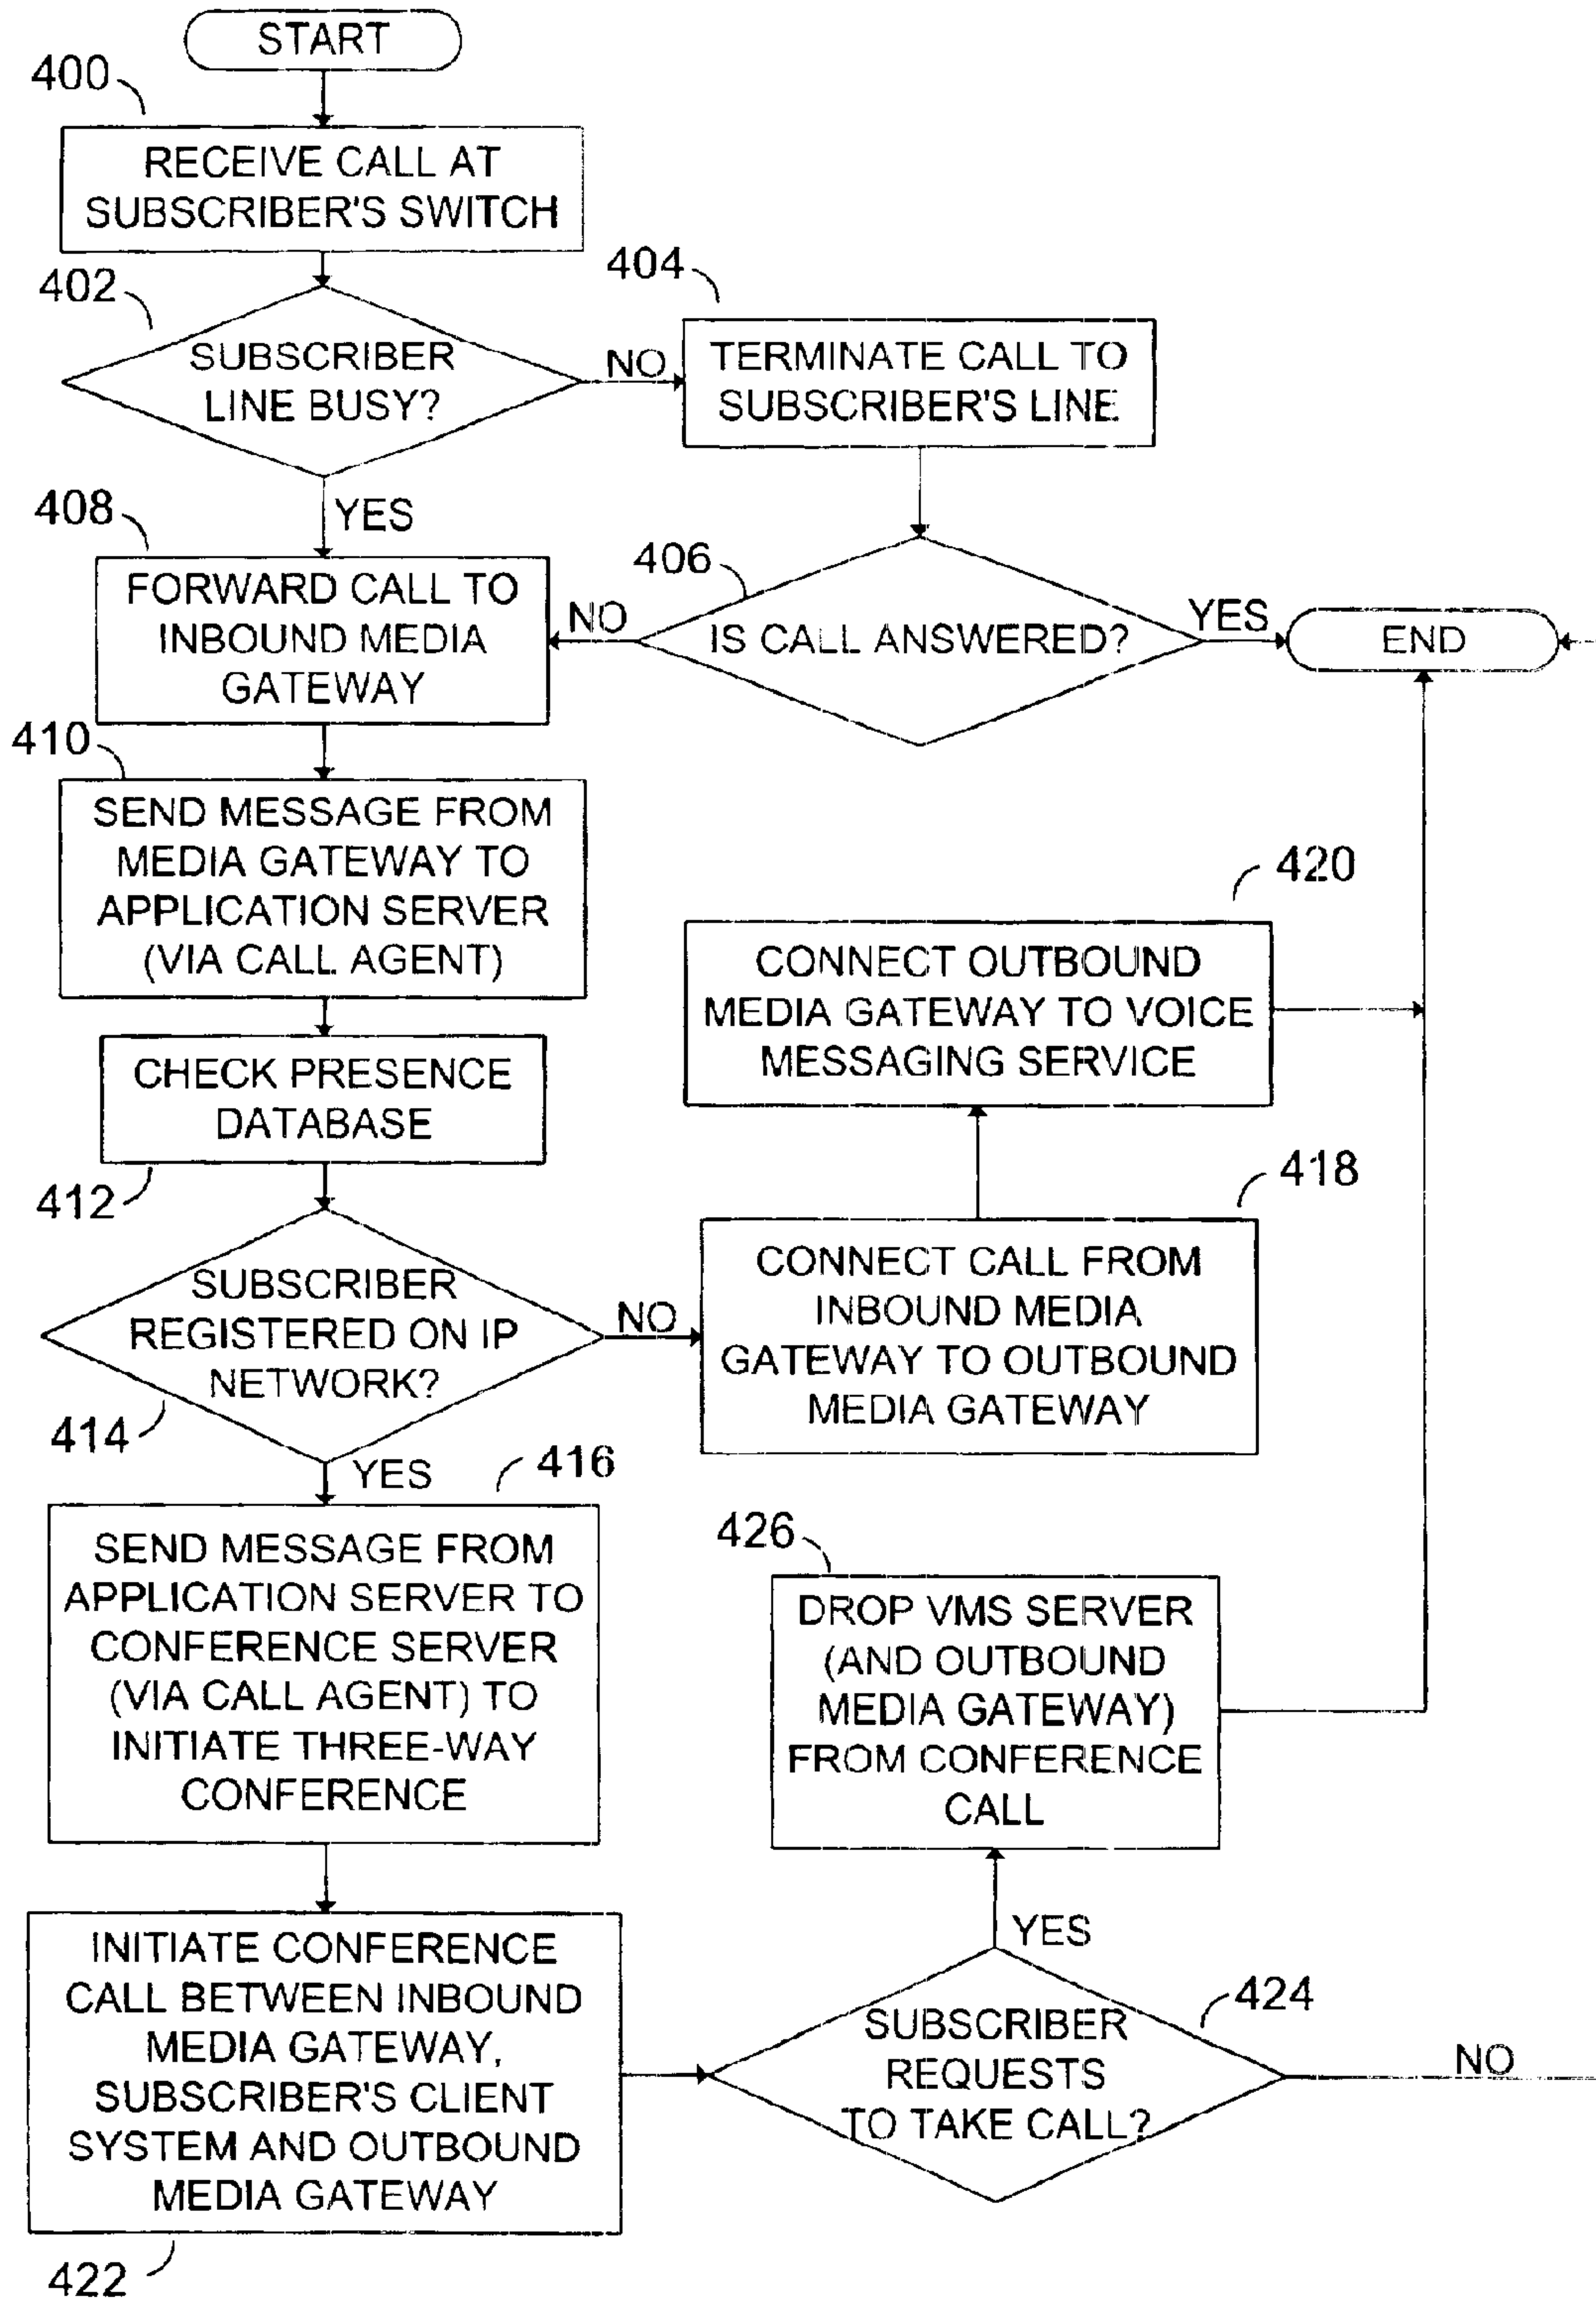 START
400
RECEIVE CALL AT
SUBSCRIBER'S SWITCH
402
SUBSCRIBER
LINE BUSY?
NO
404
TERMINATE CALL TO
SUBSCRIBER'S LINE
YES
406
IS CALL ANSWERED?
NO
YES
END
408
FORWARD CALL TO
INBOUND MEDIA
GATEWAY
410
SEND MESSAGE FROM
MEDIA GATEWAY TO
APPLICATION SERVER
(VIA CALL AGENT)
CHECK PRESENCE
DATABASE
412
SUBSCRIBER
REGISTERED ON IP
NETWORK?
414
NO
418
CONNECT CALL FROM
INBOUND MEDIA
GATEWAY TO OUTBOUND
MEDIA GATEWAY
420
CONNECT OUTBOUND
MEDIA GATEWAY TO VOICE
MESSAGING SERVICE
YES
416
SEND MESSAGE FROM
APPLICATION SERVER TO
CONFERENCE SERVER
(VIA CALL AGENT) TO
INITIATE THREE-WAY
CONFERENCE
INITIATE CONFERENCE
CALL BETWEEN INBOUND
MEDIA GATEWAY,
SUBSCRIBER'S CLIENT
SYSTEM AND OUTBOUND
MEDIA GATEWAY
422
424
SUBSCRIBER
REQUESTS
TO TAKE CALL?
NO
YES
426
DROP VMS SERVER
(AND OUTBOUND
MEDIA GATEWAY)
FROM CONFERENCE
CALL